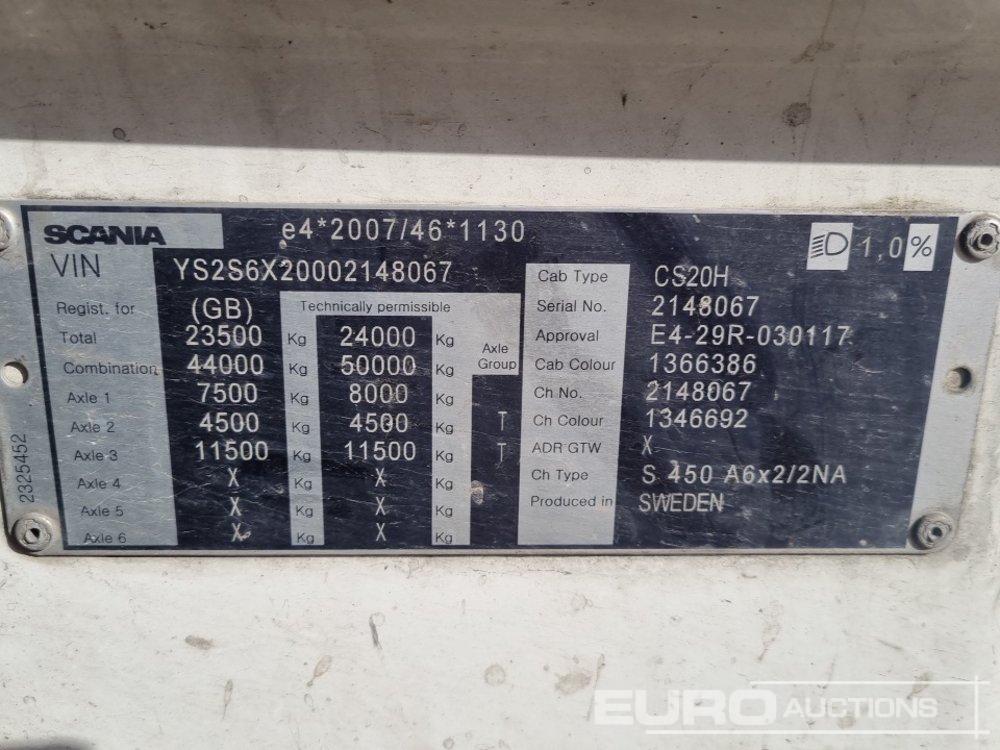 SCANIA e4*2007/46*1130 1,0%
VIN YS2S6X20002148067
Cab Type CS20H
Regist. for (GB) Technically permissible
Serial No. 2148067
Total 23500 Kg 24000 Kg
Approval E4-29R-030117
Axle Group
Combination 44000 Kg 50000 Kg
Cab Colour 1366386
Axle 1 7500 Kg 8000 Kg
Ch No. 2148067
Axle 2 4500 Kg 4500 Kg T
Ch Colour 1346692
Axle 3 11500 Kg 11500 Kg T
ADR GTW X
Axle 4 X Kg X Kg
Ch Type S 450 A6x2/2NA
Axle 5 X Kg X Kg
Produced in SWEDEN
Axle 6 X Kg X Kg
2325452
EURO AUCTIONS